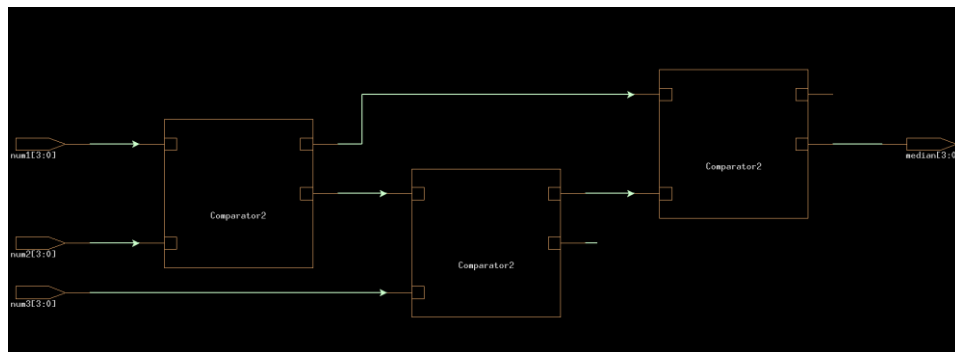 Comparator2
num1[3:0]
median[3:0
Comparator2
num2[3:0]
Comparator2
num3[3:0]